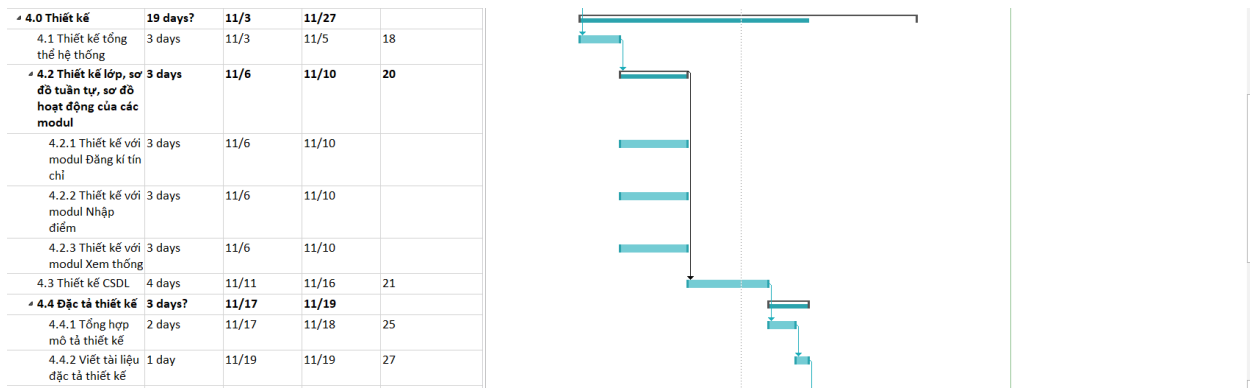 4.0 Thiết kế 19 days? 11/3 11/27
4.1 Thiết kế tổng 3 days 11/3 11/5 18
thể hệ thống
4.2 Thiết kế lớp, sơ 3 days 11/6 11/10 20
đồ tuần tự, sơ đồ
hoạt động của các
modul
4.2.1 Thiết kế với 3 days 11/6 11/10
modul Đăng kí tín
chỉ
4.2.2 Thiết kế với 3 days 11/6 11/10
modul Nhập
điểm
4.2.3 Thiết kế với 3 days 11/6 11/10
modul Xem thống
4.3 Thiết kế CSDL 4 days 11/11 11/16 21
4.4 Đặc tả thiết kế 3 days? 11/17 11/19
4.4.1 Tổng hợp 2 days 11/17 11/18 25
mô tả thiết kế
4.4.2 Viết tài liệu 1 day 11/19 11/19 27
đặc tả thiết kế